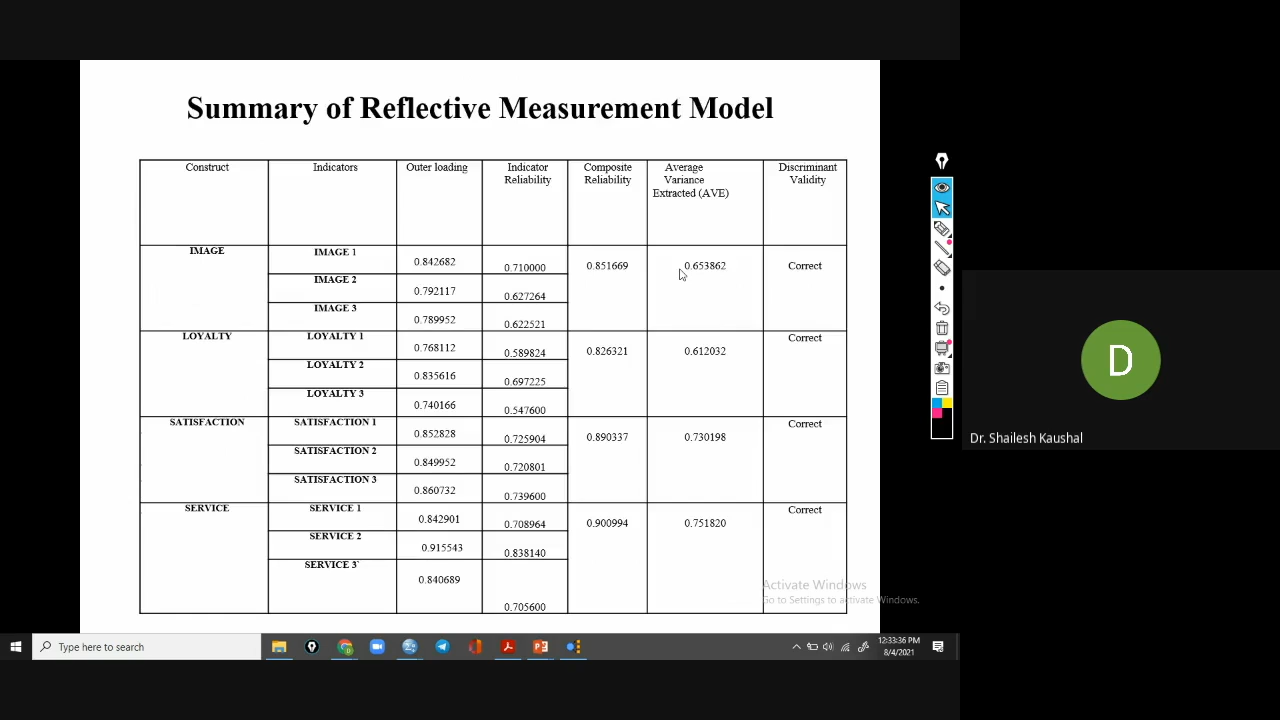 Summary of Reflective Measurement Model
Construct
Indicators
Outer loading
Indicator
Reliability
Composite
Reliability
Average
Variance
Extracted (AVE)
Discriminant
Validity
IMAGE
IMAGE 1
0.842682
0.710000
0.851669
0.653862
Correct
IMAGE 2
0.792117
0.627264
IMAGE 3
0.789952
0.622521
LOYALTY
LOYALTY 1
0.768112
0.589824
0.826321
0.612032
Correct
LOYALTY 2
0.835616
0.697225
LOYALTY 3
0.740166
0.547600
SATISFACTION
SATISFACTION 1
0.852828
0.725904
0.890337
0.730198
Correct
SATISFACTION 2
0.849952
0.720801
SATISFACTION 3
0.860732
0.739600
SERVICE
SERVICE 1
0.842901
0.708964
0.900994
0.751820
Correct
SERVICE 2
0.915543
0.838140
SERVICE 3`
0.840689
0.705600
Activate Windows
Go to Settings to activate Windows.
D
Dr. Shailesh Kaushal
Type here to search
12:33:36 PM
8/4/2021